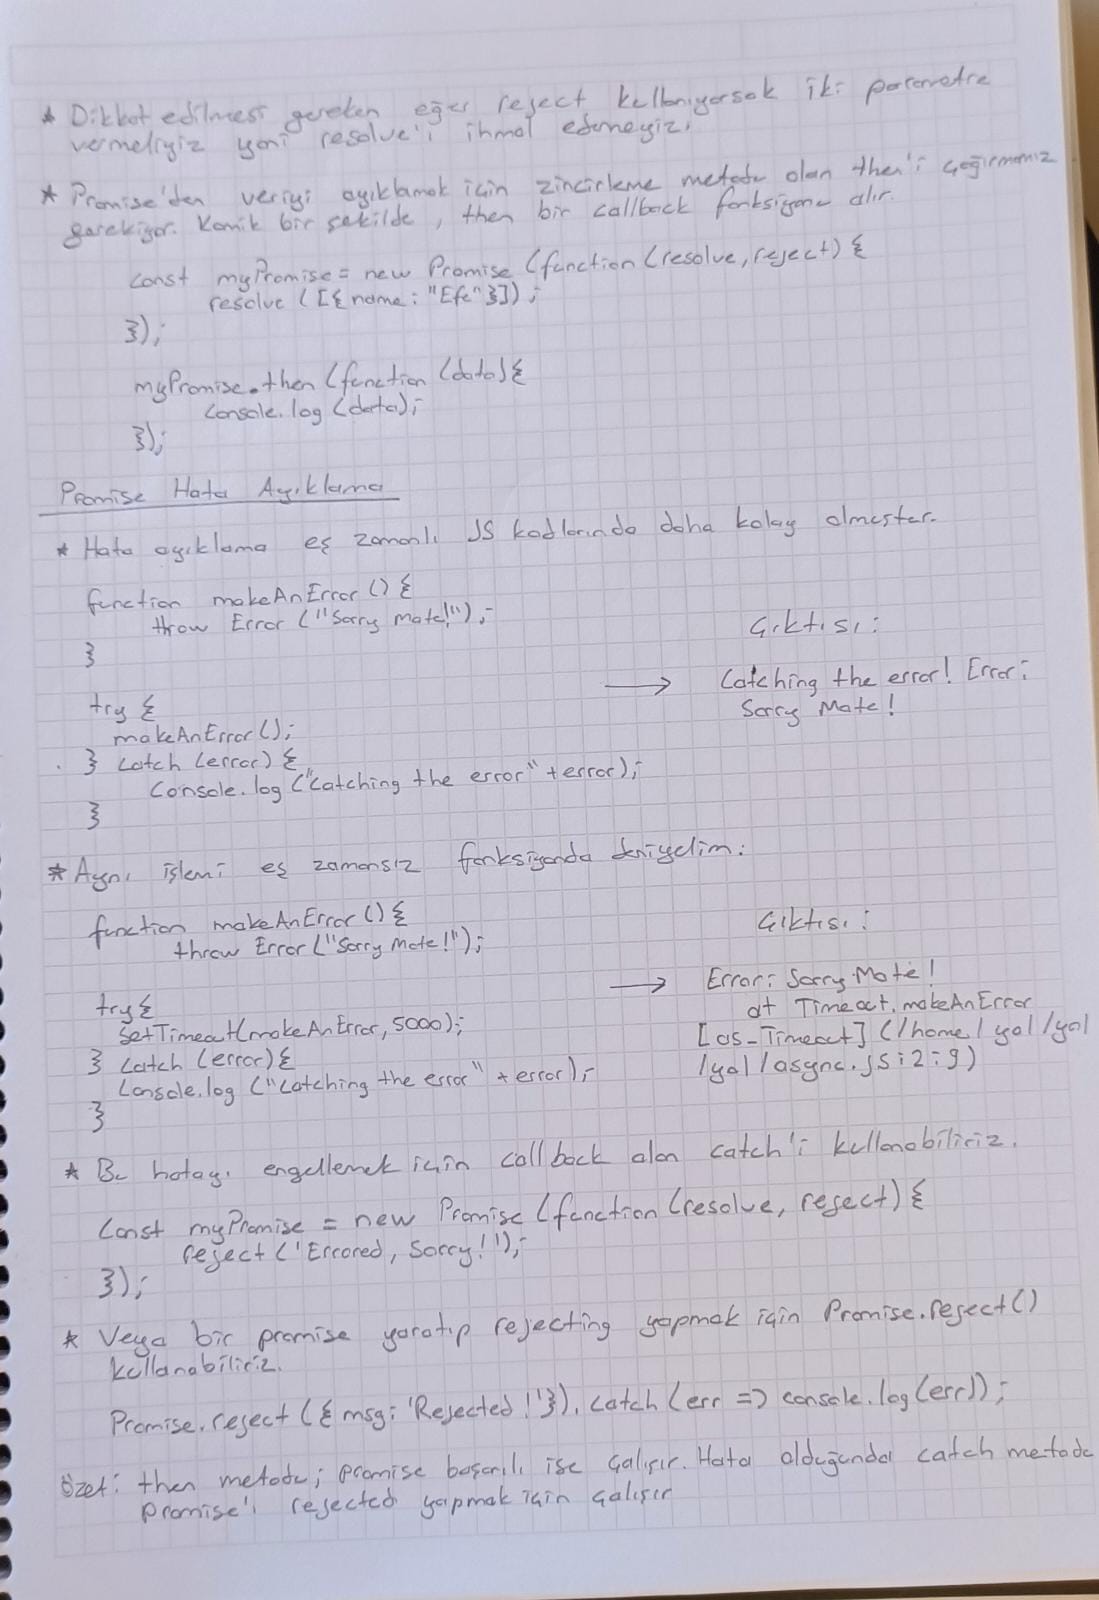 * Dikkat edilmesi gereken eğer reject kullanıyorsak iki parametre
vermeliyiz yani resolve'i ihmal edemeyiz.
* Promise'den veriyi ayıklamak için zincirleme metodu olan then'i çağırmamız
gerekiyor. Komik bir şekilde, then bir callback fonksiyonu alır.
const myPromise = new Promise (function (resolve, reject) {
resolve ([{ name: "Efe" }]) ;
});
myPromise.then (function (data) {
console.log (data);
});
Promise Hata Ayıklama
* Hata ayıklama eş zamanlı JS kodlarında daha kolay olmuştur.
function makeAnError () {
throw Error ("Sorry mate!") ;
}
Çıktısı :
try {
→ Catching the error! Error:
Sorry Mate!
makeAnError();
} catch (error) {
Console.log ("Catching the error" + error);
}
* Aynı işlemi eş zamansız fonksiyonda deniyelim:
function makeAnError () {
throw Error ("Sorry mate!");
Çıktısı :
try {
→ Error: Sorry Mate!
at Timeout.makeAnError
[as_Timeout] (/home/yol/yol
/yol/async.js:2:9)
setTimeout(makeAnError, 5000);
} catch (error) {
Console.log ("Catching the error" + error);
}
* Bu hatayı engellemek için callback alan catch'i kullanabiliriz.
Const myPromise = new Promise (function (resolve, reject) {
reject ('Errored, Sorry!');
});
* Veya bir promise yaratıp rejecting yapmak için Promise.reject()
kullanabiliriz.
Promise.reject ({ msg: 'Rejected !' }). catch (err => console.log (err));
Özet: then metodu; promise başarılı ise çalışır. Hata olduğunda catch metodu
promise'i rejected yapmak için çalışır